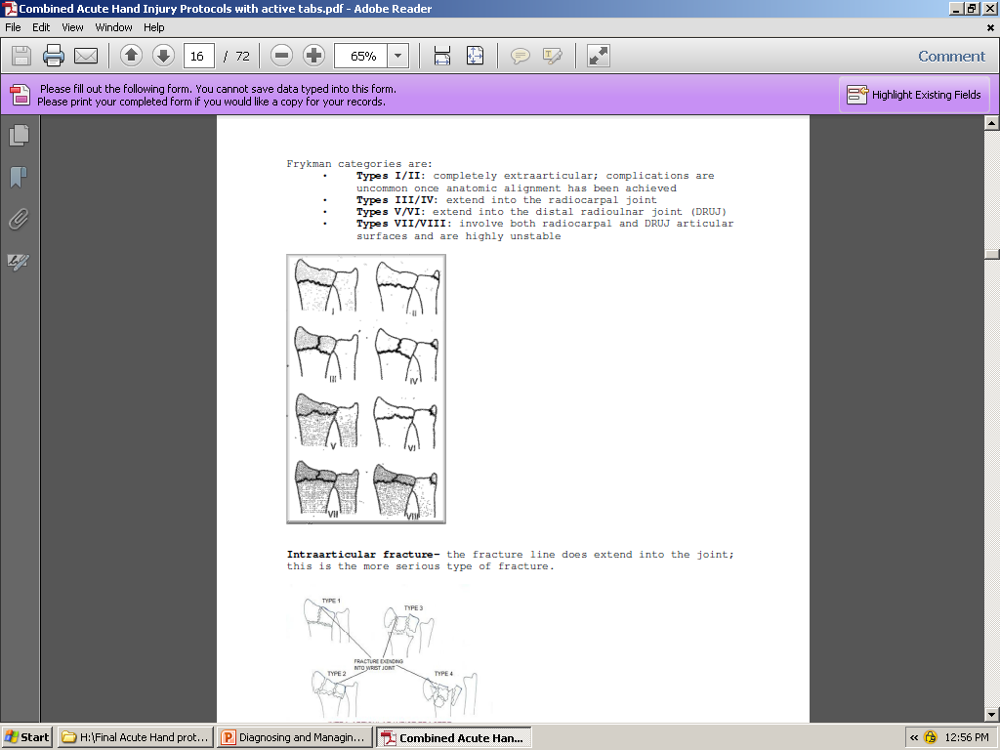 Combined Acute Hand Injury Protocols with active tabs.pdf - Adobe Reader
File Edit View Window Help
16 / 72 65% Comment
Please fill out the following form. You cannot save data typed into this form.
Please print your completed form if you would like a copy for your records.
Highlight Existing Fields
Frykman categories are:
• Types I/II: completely extraarticular; complications are
uncommon once anatomic alignment has been achieved
• Types III/IV: extend into the radiocarpal joint
• Types V/VI: extend into the distal radioulnar joint (DRUJ)
• Types VII/VIII: involve both radiocarpal and DRUJ articular
surfaces and are highly unstable
I II
III IV
V VI
VII VIII
Intraarticular fracture– the fracture line does extend into the joint;
this is the more serious type of fracture.
TYPE 1
TYPE 3
FRACTURE EXENDING
INTO WRIST JOINT
TYPE 2 TYPE 4
Start H:\Final Acute Hand prot... Diagnosing and Managin... Combined Acute Han... « 12:56 PM